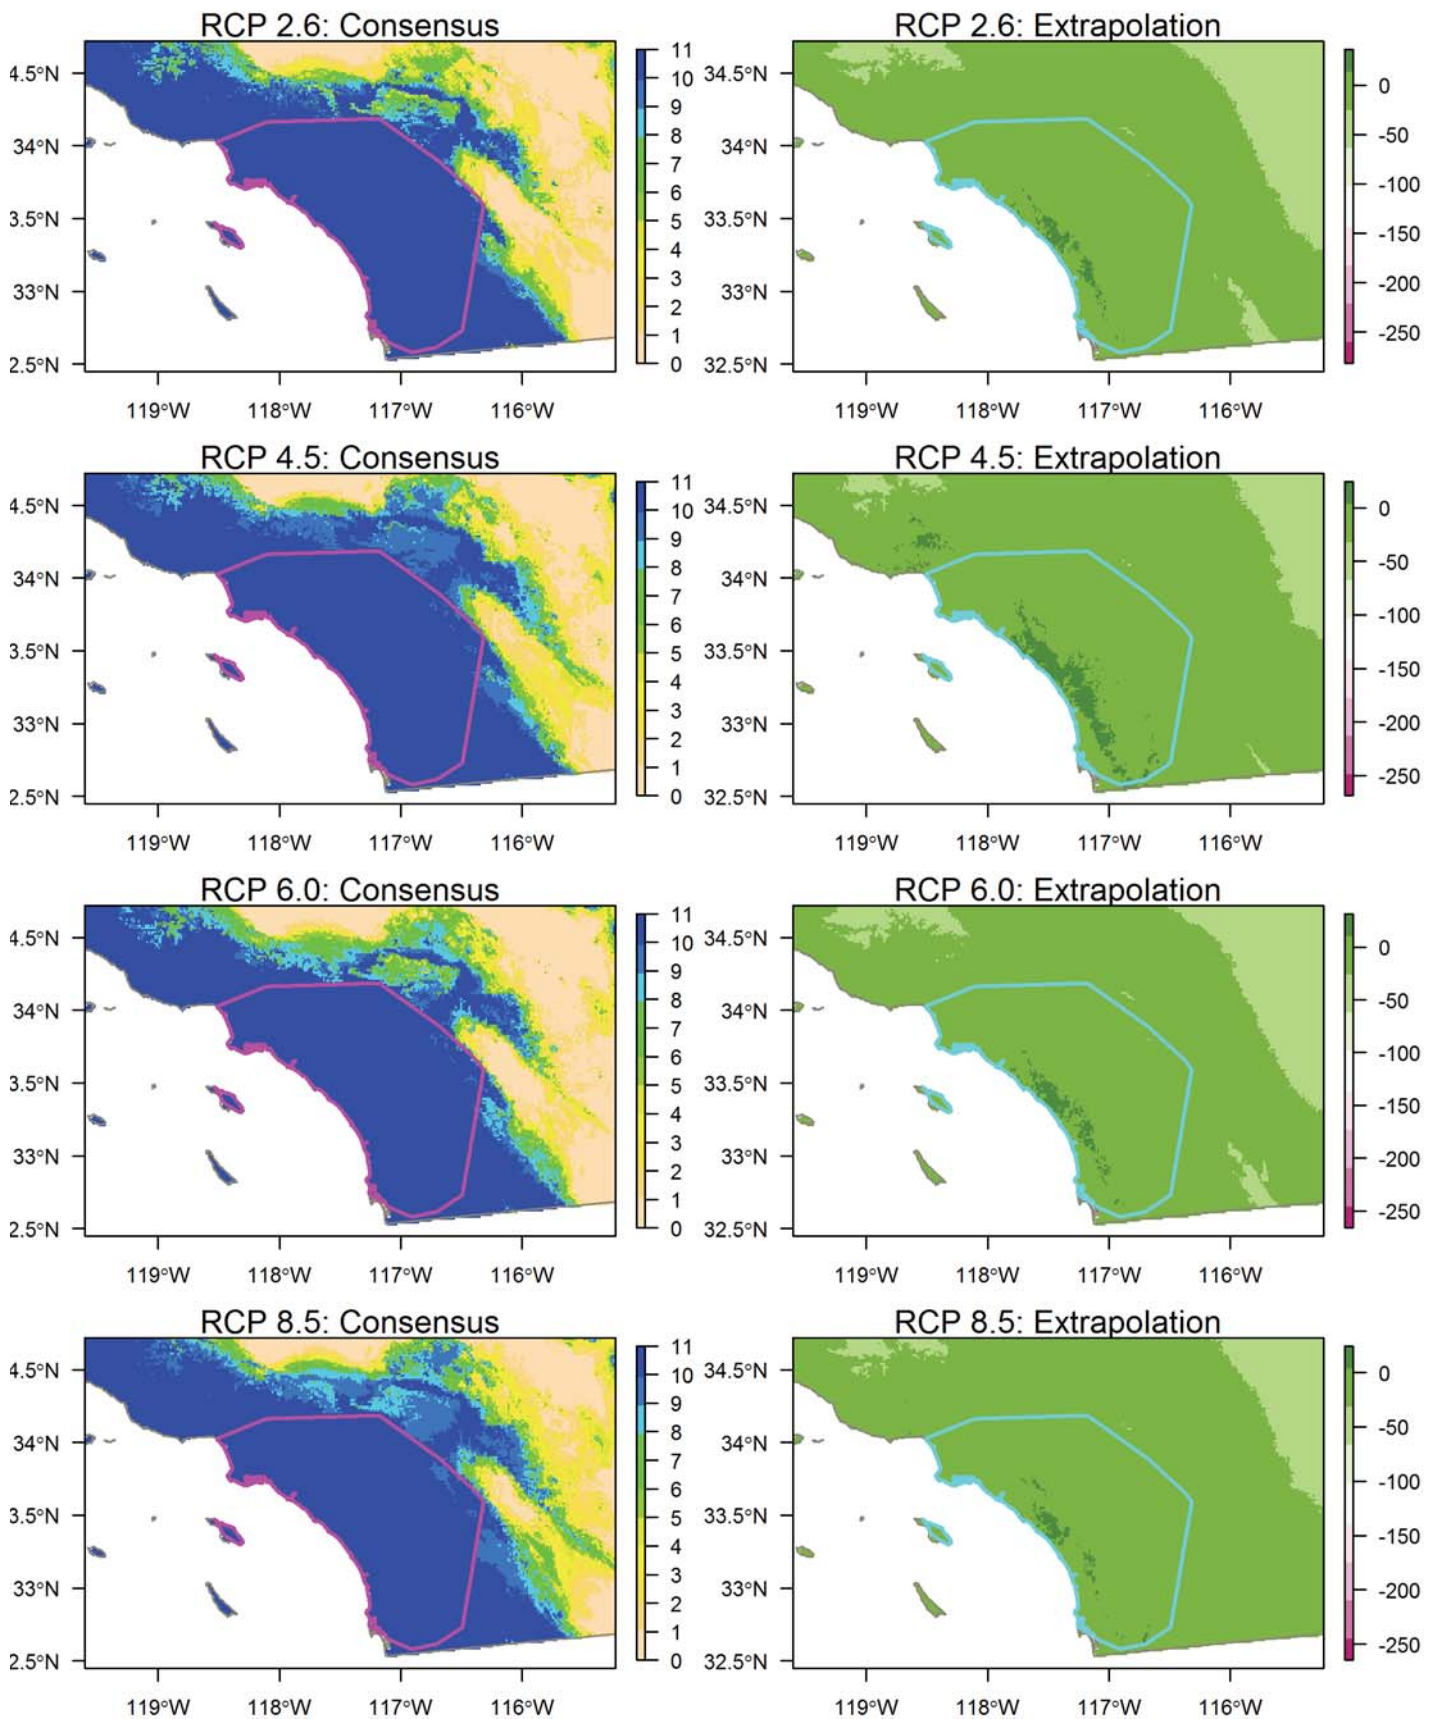 RCP 2.6: Consensus
4.5°N
34°N
3.5°N
33°N
2.5°N
119°W 118°W 117°W 116°W
11
10
9
8
7
6
5
4
3
2
1
0
RCP 2.6: Extrapolation
34.5°N
34°N
33.5°N
33°N
32.5°N
119°W 118°W 117°W 116°W
0
-50
-100
-150
-200
-250
RCP 4.5: Consensus
4.5°N
34°N
3.5°N
33°N
2.5°N
119°W 118°W 117°W 116°W
11
10
9
8
7
6
5
4
3
2
1
0
RCP 4.5: Extrapolation
34.5°N
34°N
33.5°N
33°N
32.5°N
119°W 118°W 117°W 116°W
0
-50
-100
-150
-200
-250
RCP 6.0: Consensus
4.5°N
34°N
3.5°N
33°N
2.5°N
119°W 118°W 117°W 116°W
11
10
9
8
7
6
5
4
3
2
1
0
RCP 6.0: Extrapolation
34.5°N
34°N
33.5°N
33°N
32.5°N
119°W 118°W 117°W 116°W
0
-50
-100
-150
-200
-250
RCP 8.5: Consensus
4.5°N
34°N
3.5°N
33°N
2.5°N
119°W 118°W 117°W 116°W
11
10
9
8
7
6
5
4
3
2
1
0
RCP 8.5: Extrapolation
34.5°N
34°N
33.5°N
33°N
32.5°N
119°W 118°W 117°W 116°W
0
-50
-100
-150
-200
-250